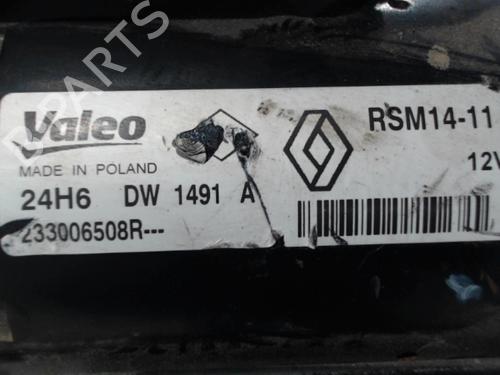 Valeo
RSM14-11
MADE IN POLAND
12V
24H6 DW 1491 A
233006508R---
B-PARTS